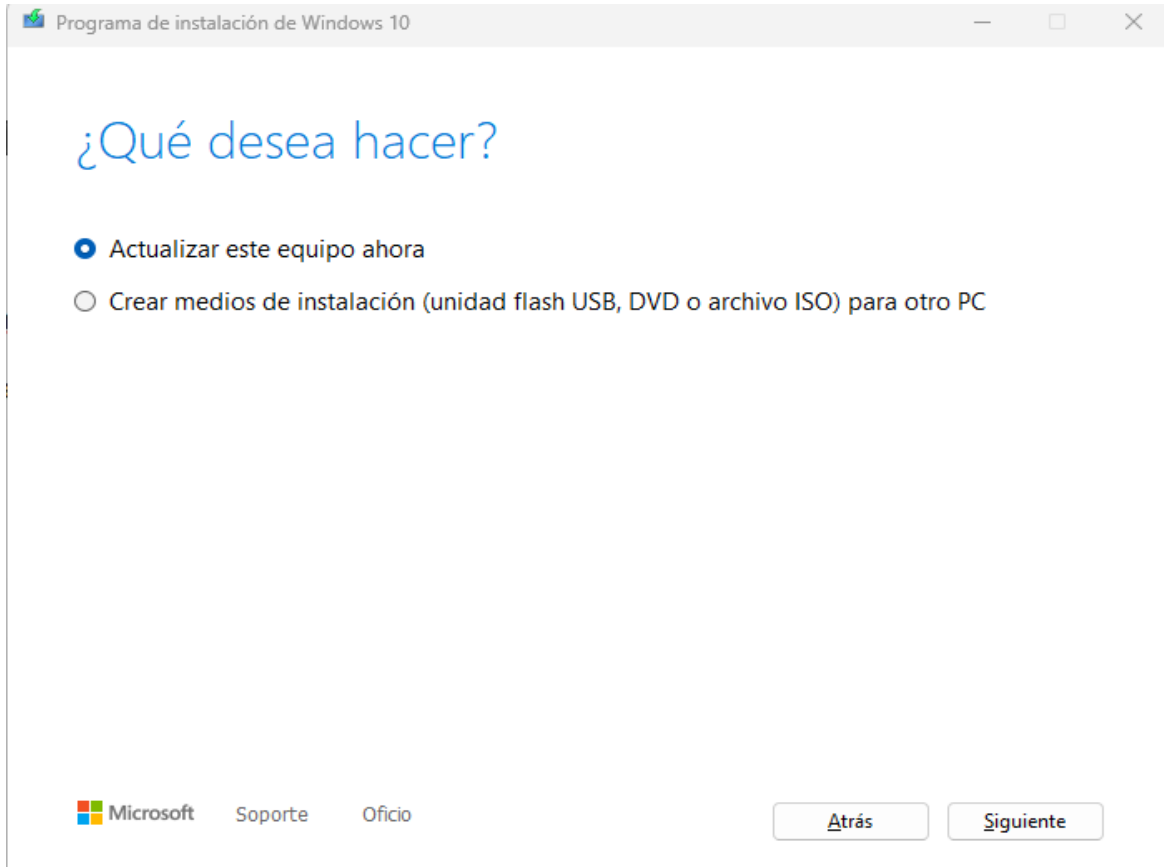 Programa de instalación de Windows 10
¿Qué desea hacer?
Actualizar este equipo ahora
Crear medios de instalación (unidad flash USB, DVD o archivo ISO) para otro PC
Microsoft Soporte Oficio Atrás Siguiente